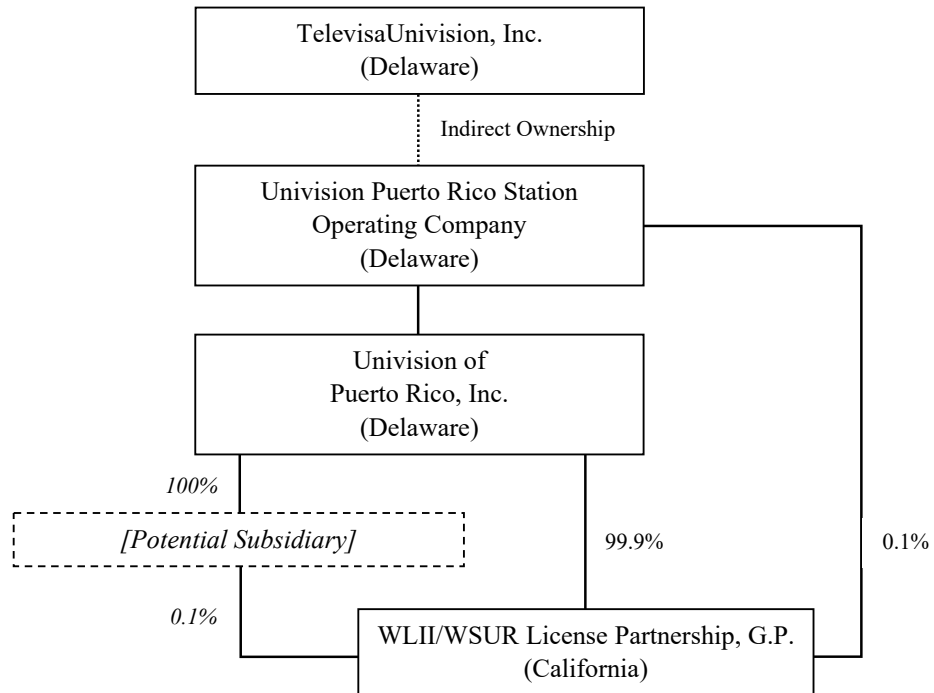 TelevisaUnivision, Inc.
(Delaware)
Indirect Ownership
Univision Puerto Rico Station
Operating Company
(Delaware)
Univision of
Puerto Rico, Inc.
(Delaware)
100%
[Potential Subsidiary]
99.9%
0.1%
0.1%
WLII/WSUR License Partnership, G.P.
(California)